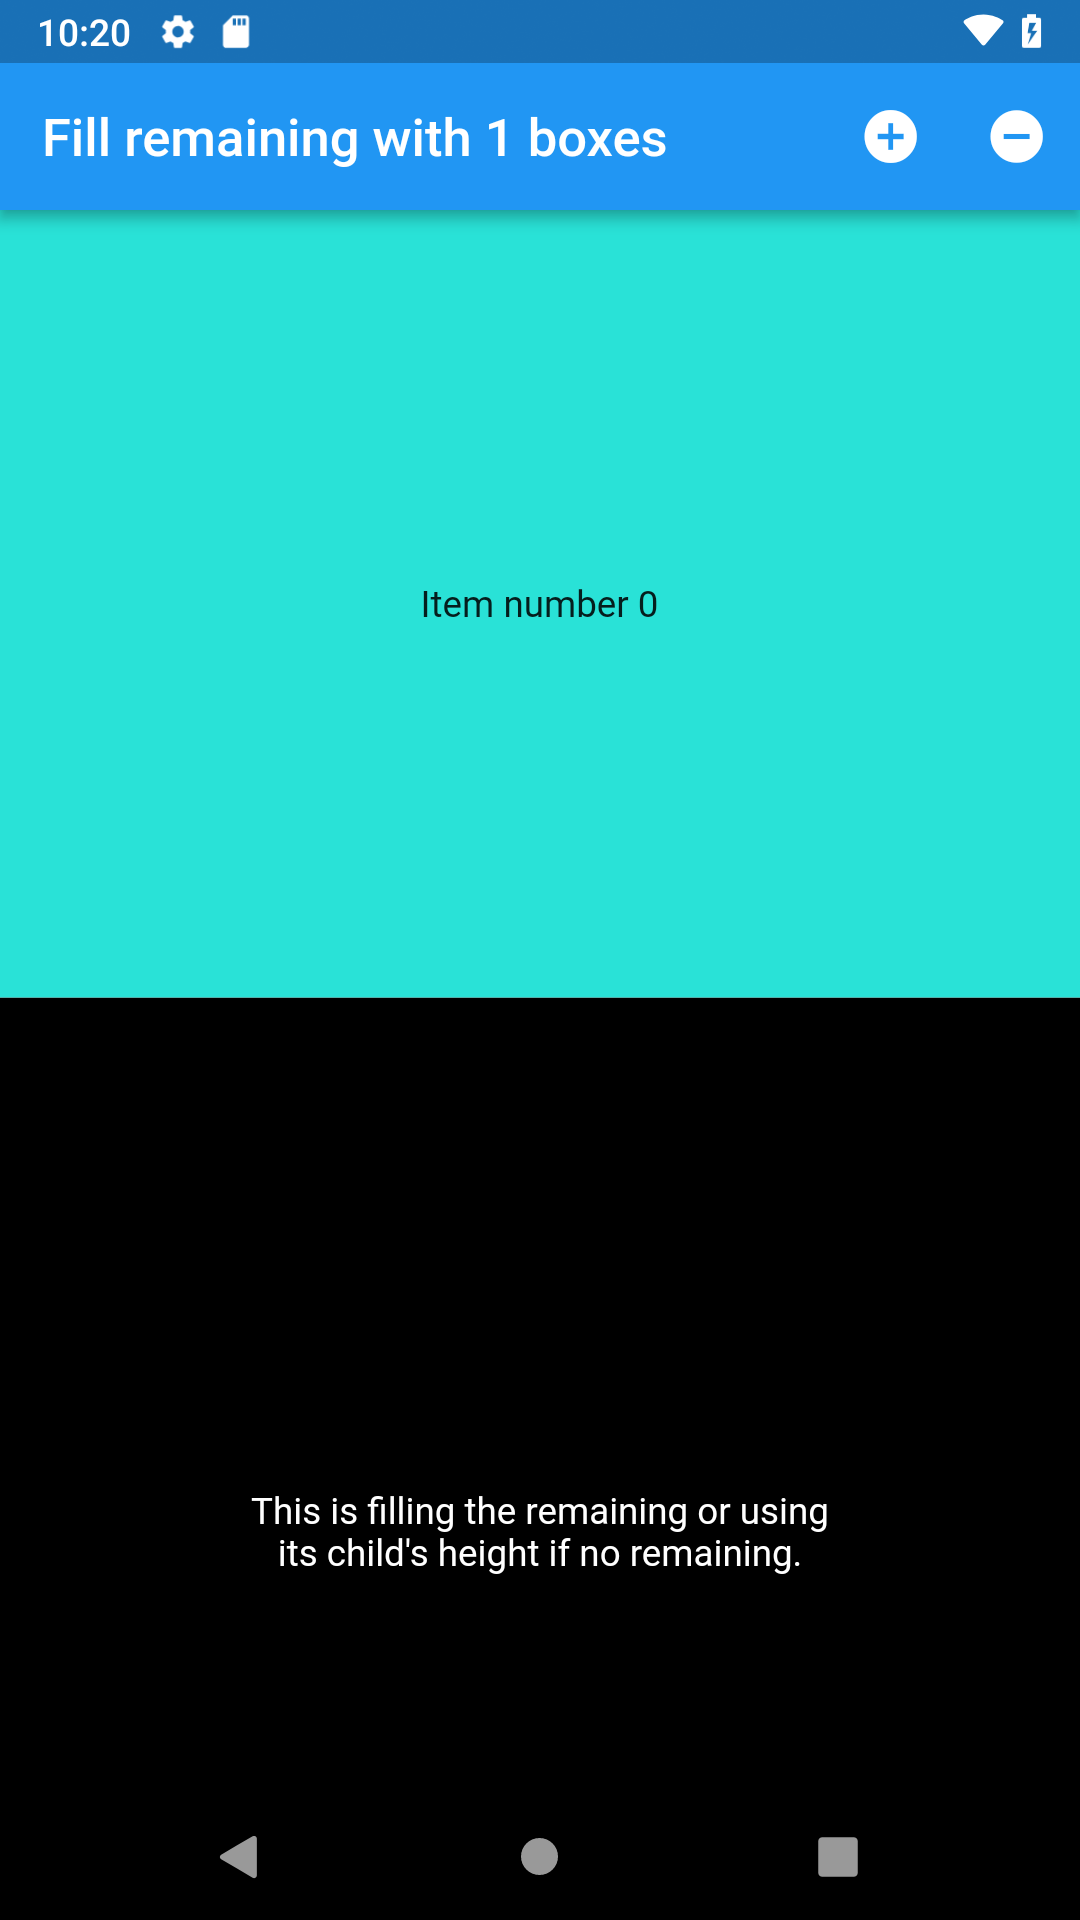 10:20
Fill remaining with 1 boxes
Item number 0
This is filling the remaining or using
its child's height if no remaining.